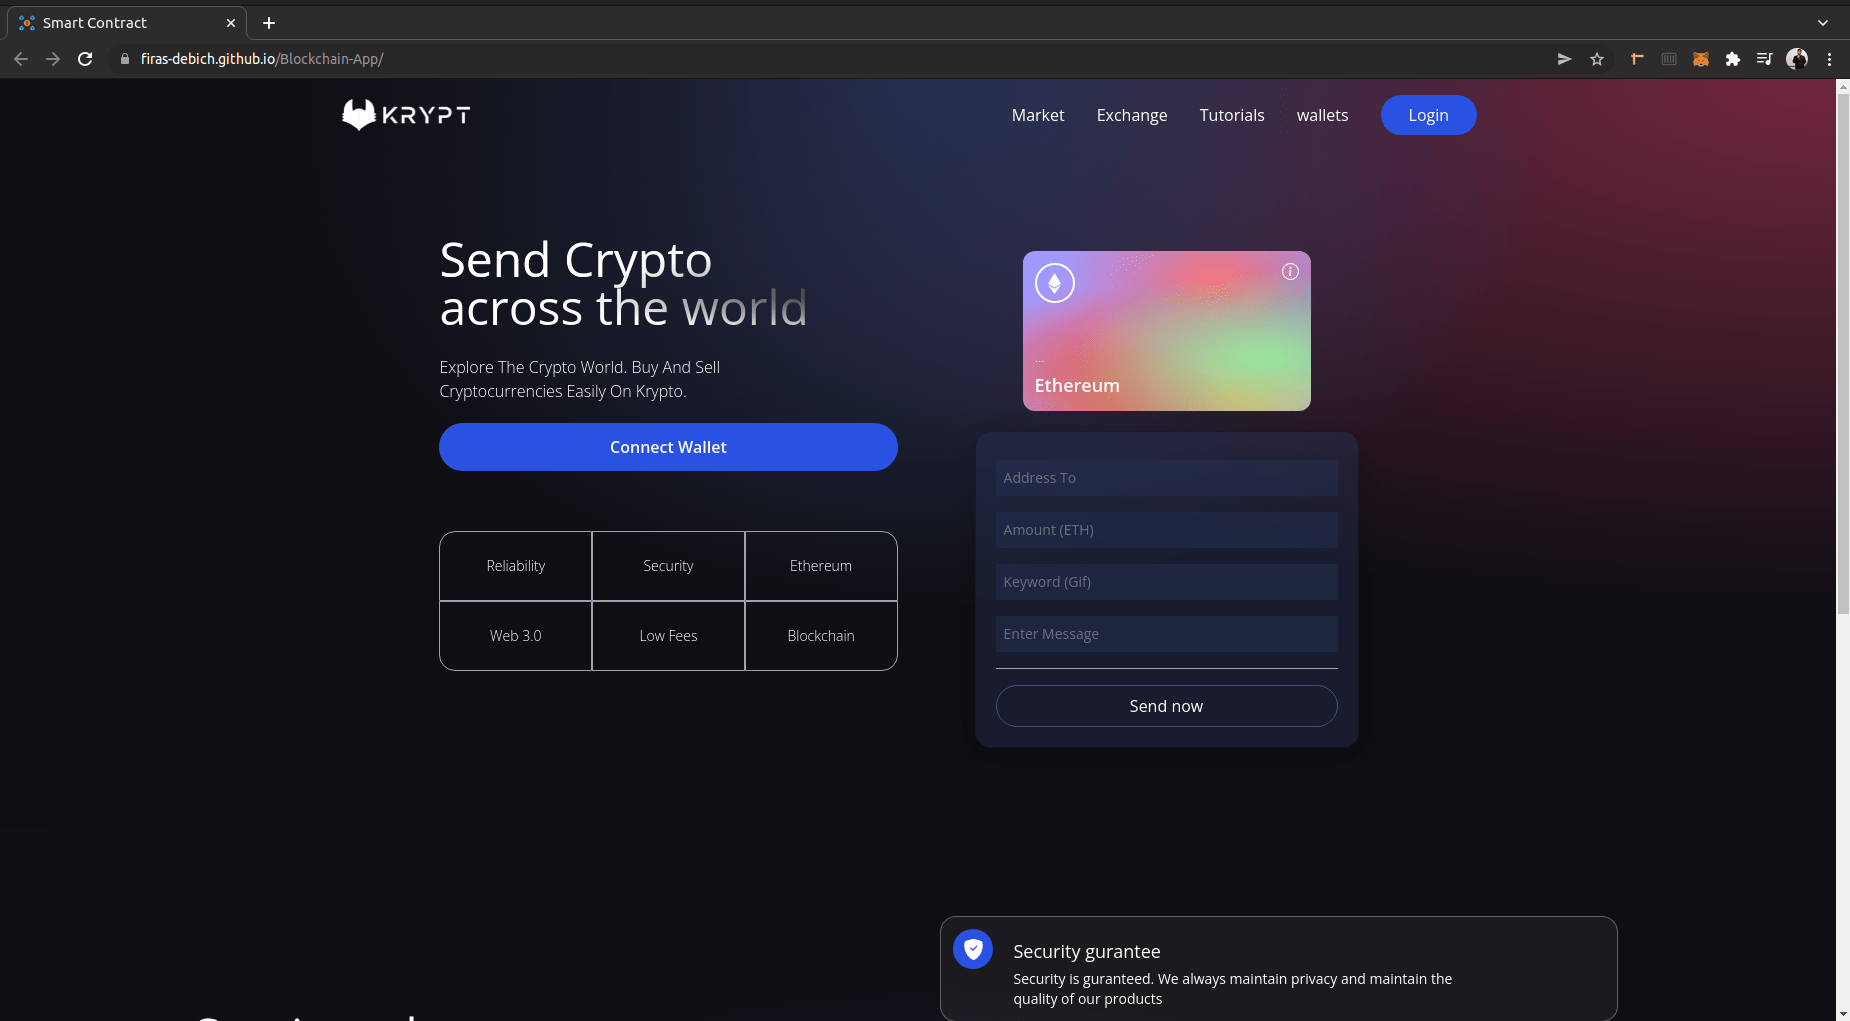 Smart Contract
firas-debich.github.io/Blockchain-App/
KRYPT
Market Exchange Tutorials wallets Login
Send Crypto
across the world
Explore The Crypto World. Buy And Sell
Cryptocurrencies Easily On Krypto.
Connect Wallet
Reliability Security Ethereum
Web 3.0 Low Fees Blockchain
...
Ethereum
Address To
Amount (ETH)
Keyword (Gif)
Enter Message
Send now
Security gurantee
Security is guranteed. We always maintain privacy and maintain the
quality of our products